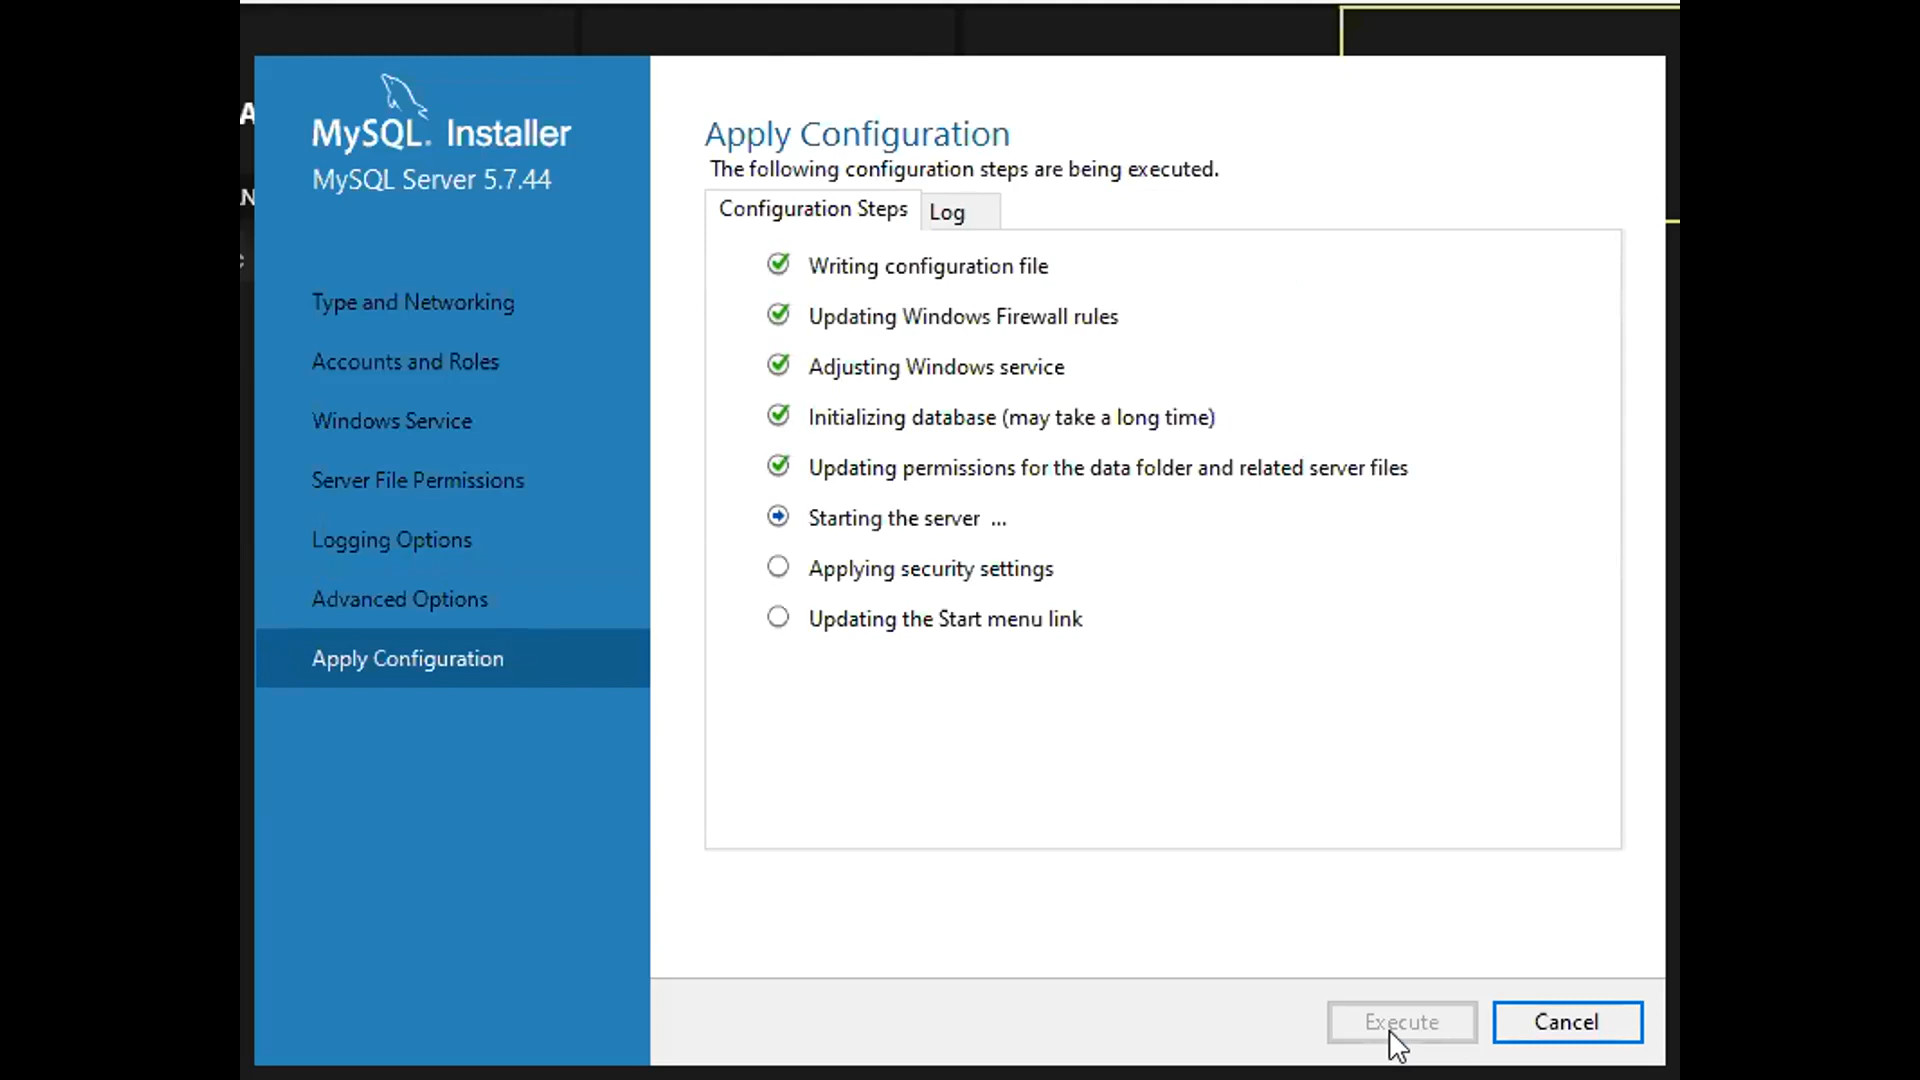 MySQL. Installer
MySQL Server 5.7.44
Type and Networking
Accounts and Roles
Windows Service
Server File Permissions
Logging Options
Advanced Options
Apply Configuration
Apply Configuration
The following configuration steps are being executed.
Configuration Steps
Log
Writing configuration file
Updating Windows Firewall rules
Adjusting Windows service
Initializing database (may take a long time)
Updating permissions for the data folder and related server files
Starting the server ...
Applying security settings
Updating the Start menu link
Execute
Cancel